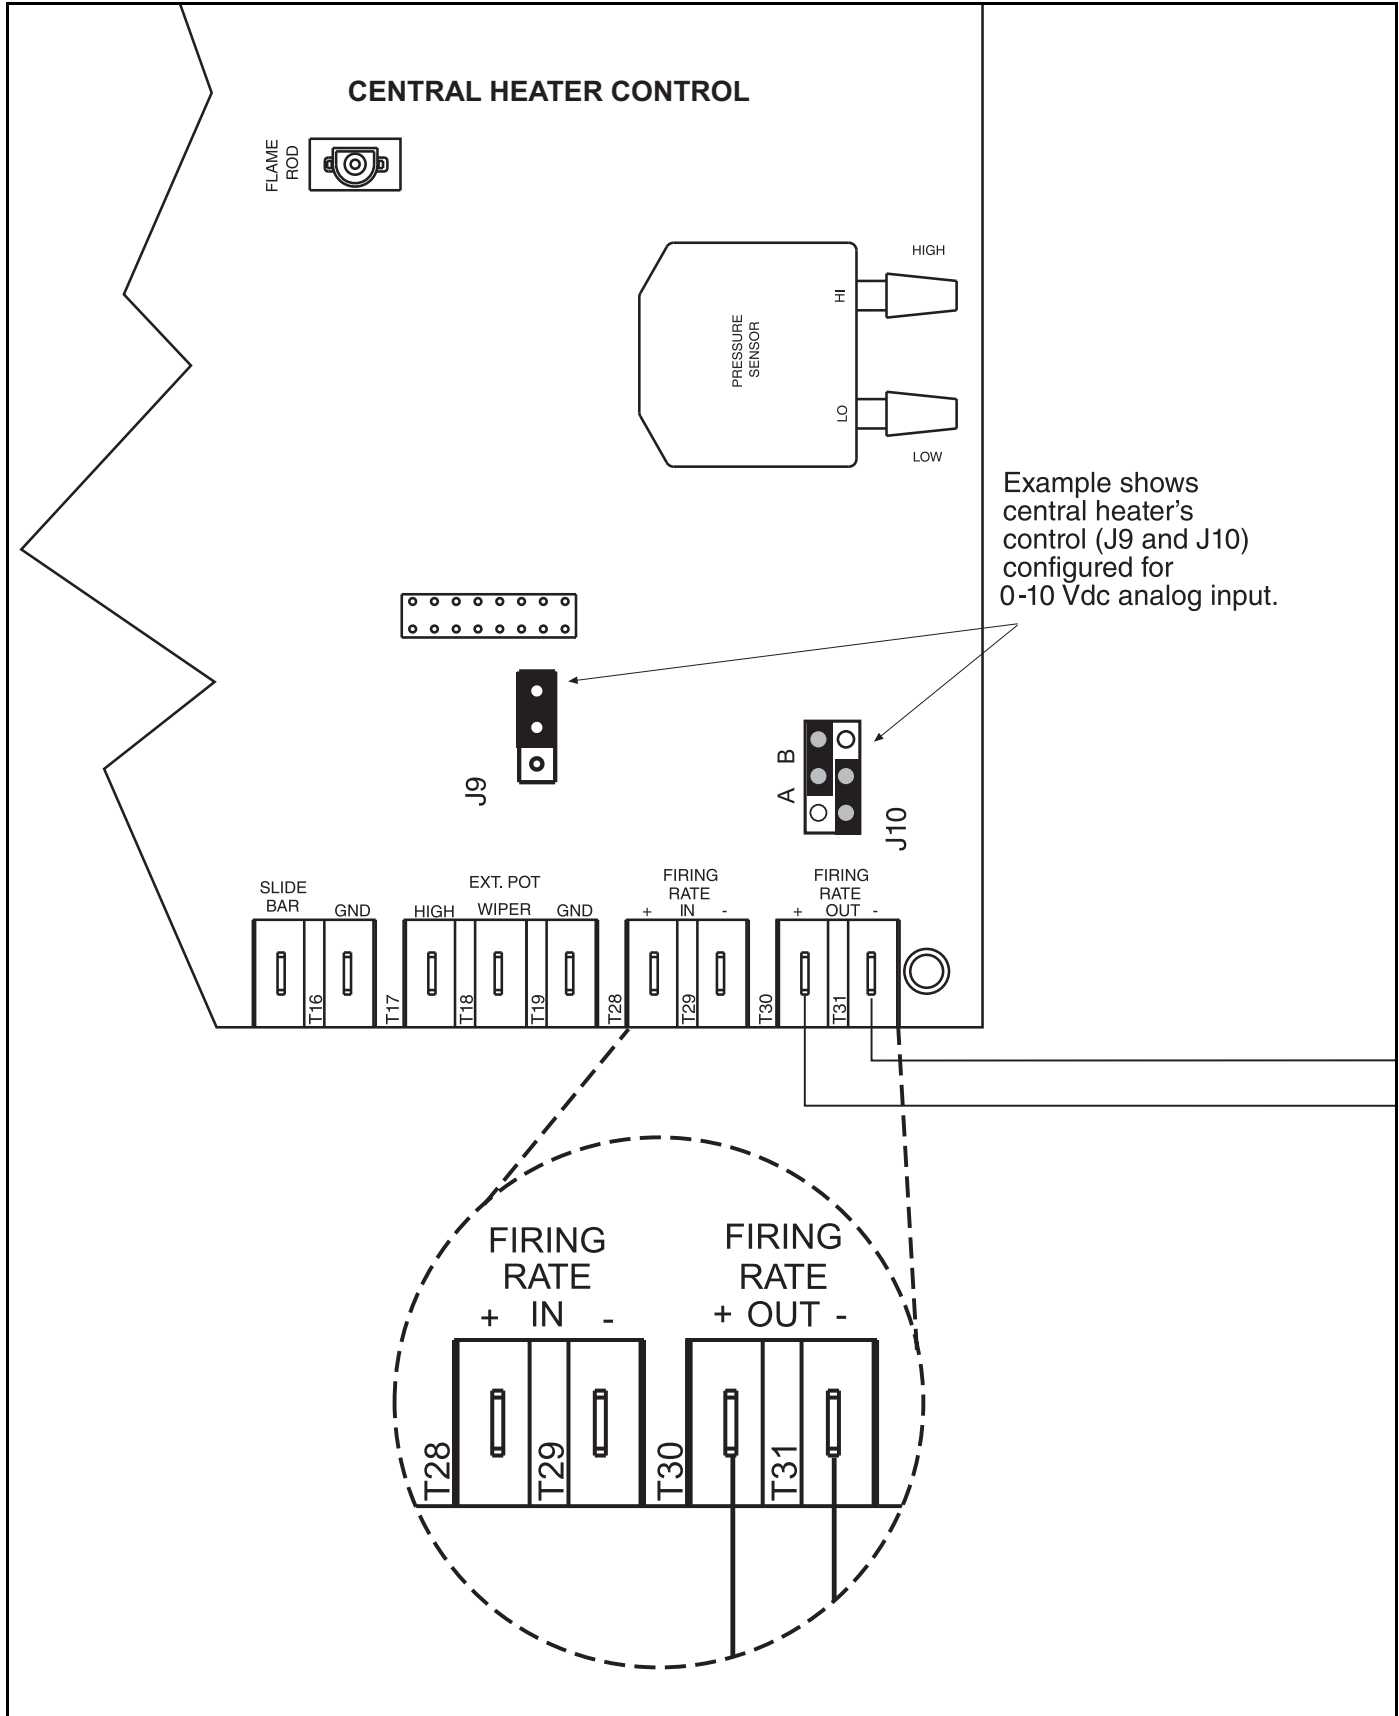 CENTRAL HEATER CONTROL
FLAME
ROD
HIGH
HI
PRESSURE
SENSOR
LO
LOW
Example shows
central heater's
control (J9 and J10)
configured for
0-10 Vdc analog input.
J9
A B
J10
SLIDE
BAR
GND
EXT. POT
HIGH WIPER GND
FIRING
RATE
+ IN -
FIRING
RATE
+ OUT -
T16
T17
T18
T19
T28
T29
T30
T31
FIRING
RATE
+ IN -
FIRING
RATE
+ OUT -
T28
T29
T30
T31